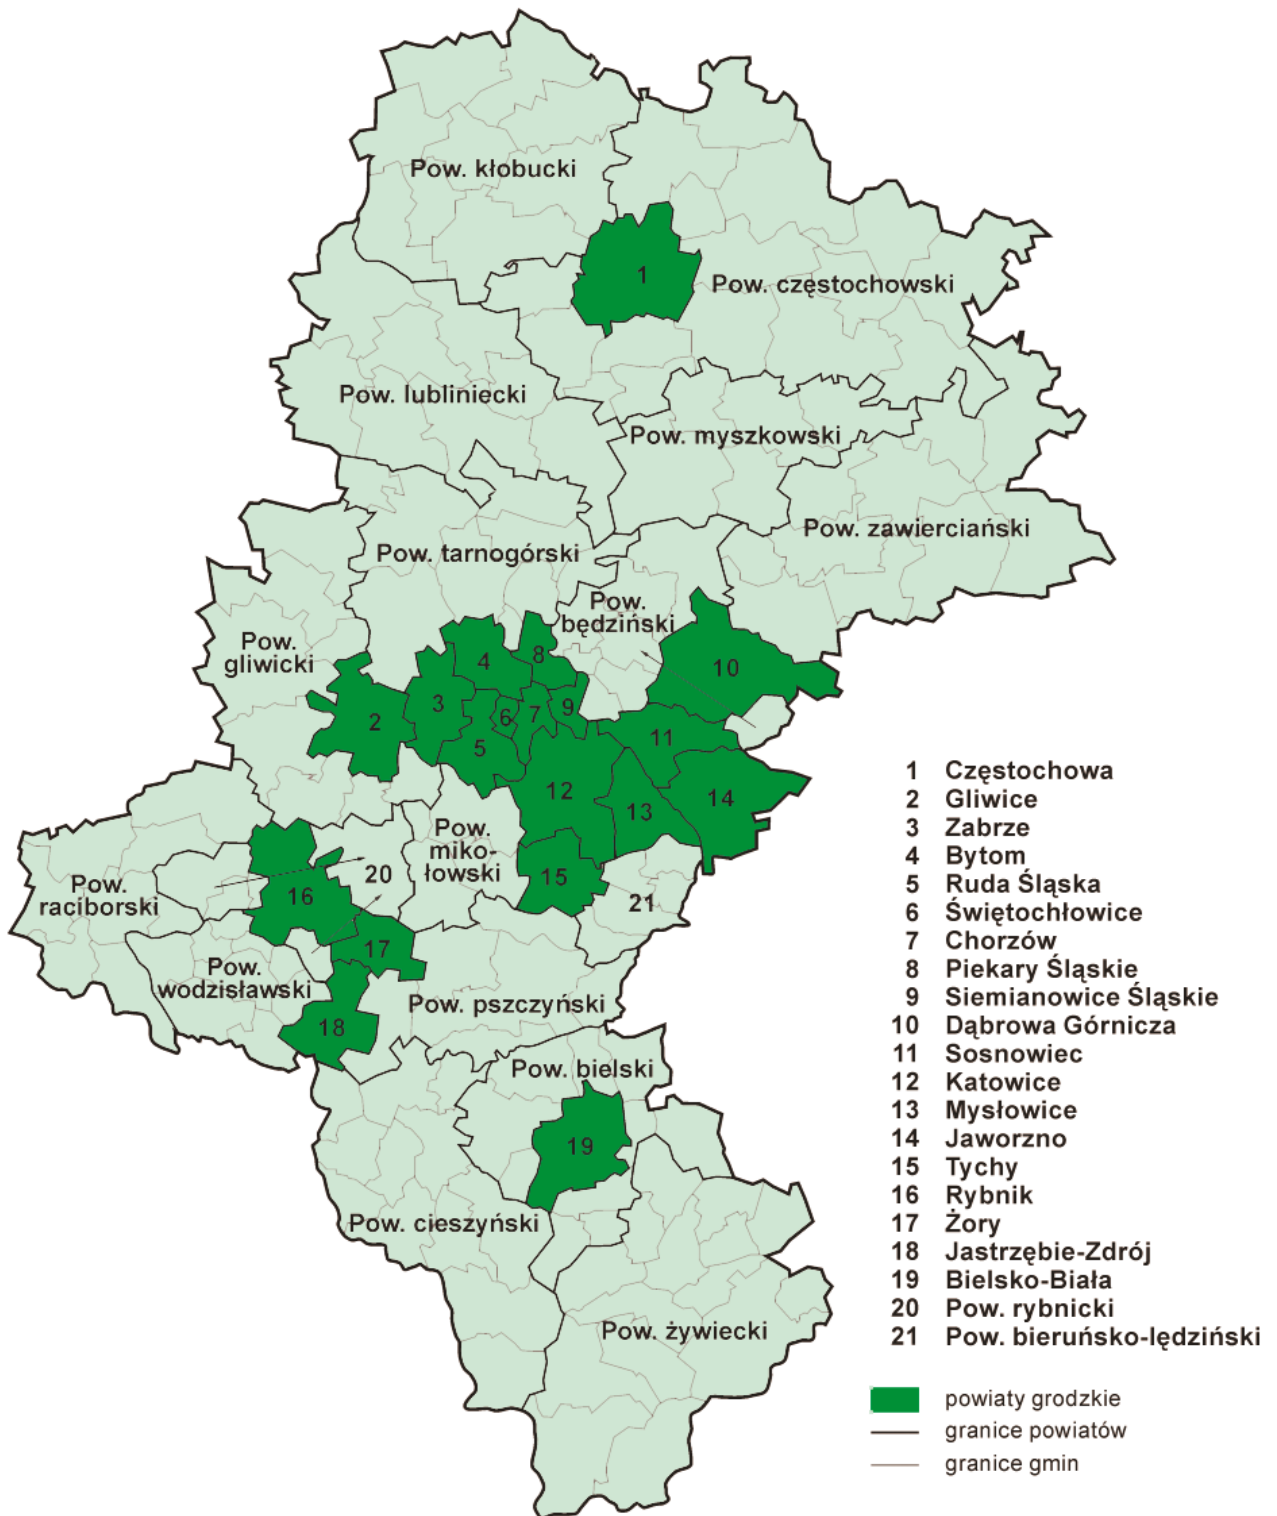 Pow. kłobucki
1
Pow. częstochowski
Pow. lubliniecki
Pow. myszkowski
Pow. zawierciański
Pow. tarnogórski
Pow.
będziński
Pow.
gliwicki
4
8
10
2
3
6
7
9
5
11
12
13
14
Pow.
miko-
łowski
20
15
Pow.
raciborski
16
21
17
Pow.
wodzisławski
Pow. pszczyński
18
Pow. bielski
19
Pow. cieszyński
Pow. żywiecki
1 Częstochowa
2 Gliwice
3 Zabrze
4 Bytom
5 Ruda Śląska
6 Świętochłowice
7 Chorzów
8 Piekary Śląskie
9 Siemianowice Śląskie
10 Dąbrowa Górnicza
11 Sosnowiec
12 Katowice
13 Mysłowice
14 Jaworzno
15 Tychy
16 Rybnik
17 Żory
18 Jastrzębie-Zdrój
19 Bielsko-Biała
20 Pow. rybnicki
21 Pow. bieruńsko-lędziński
powiaty grodzkie
granice powiatów
granice gmin